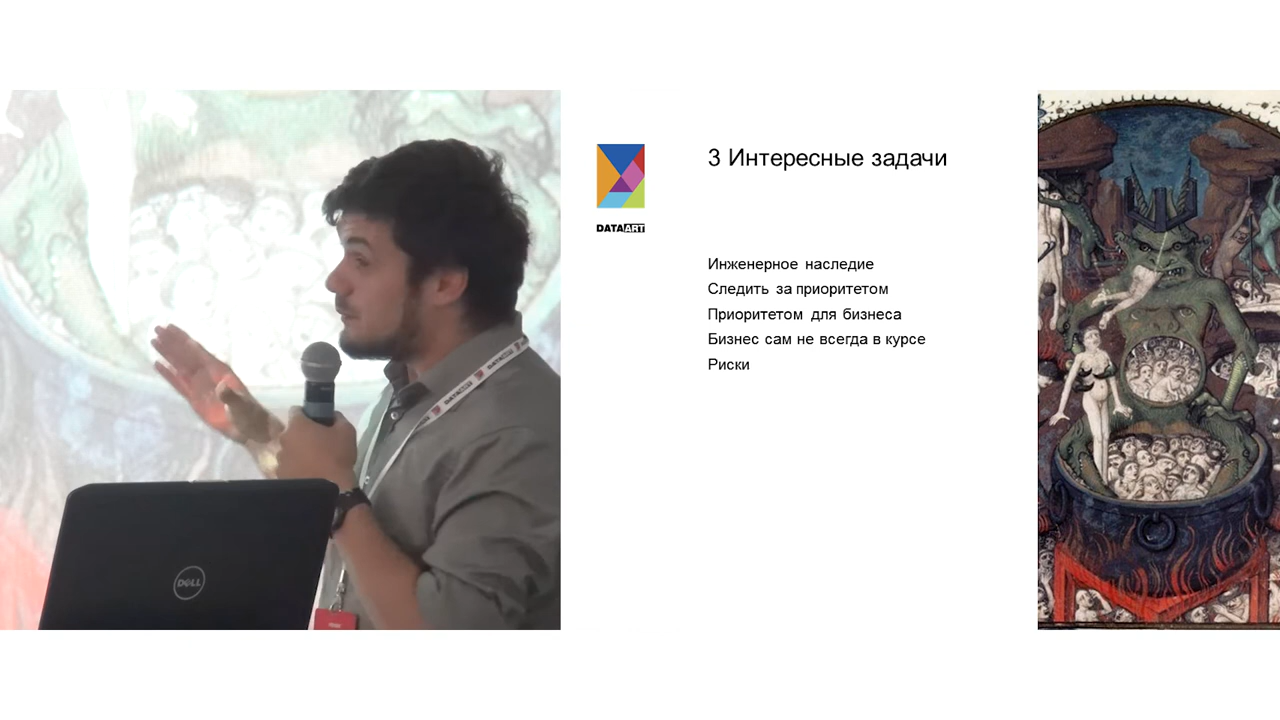 DELL
DATAART
3 Интересные задачи
Инженерное наследие
Следить за приоритетом
Приоритетом для бизнеса
Бизнес сам не всегда в курсе
Риски